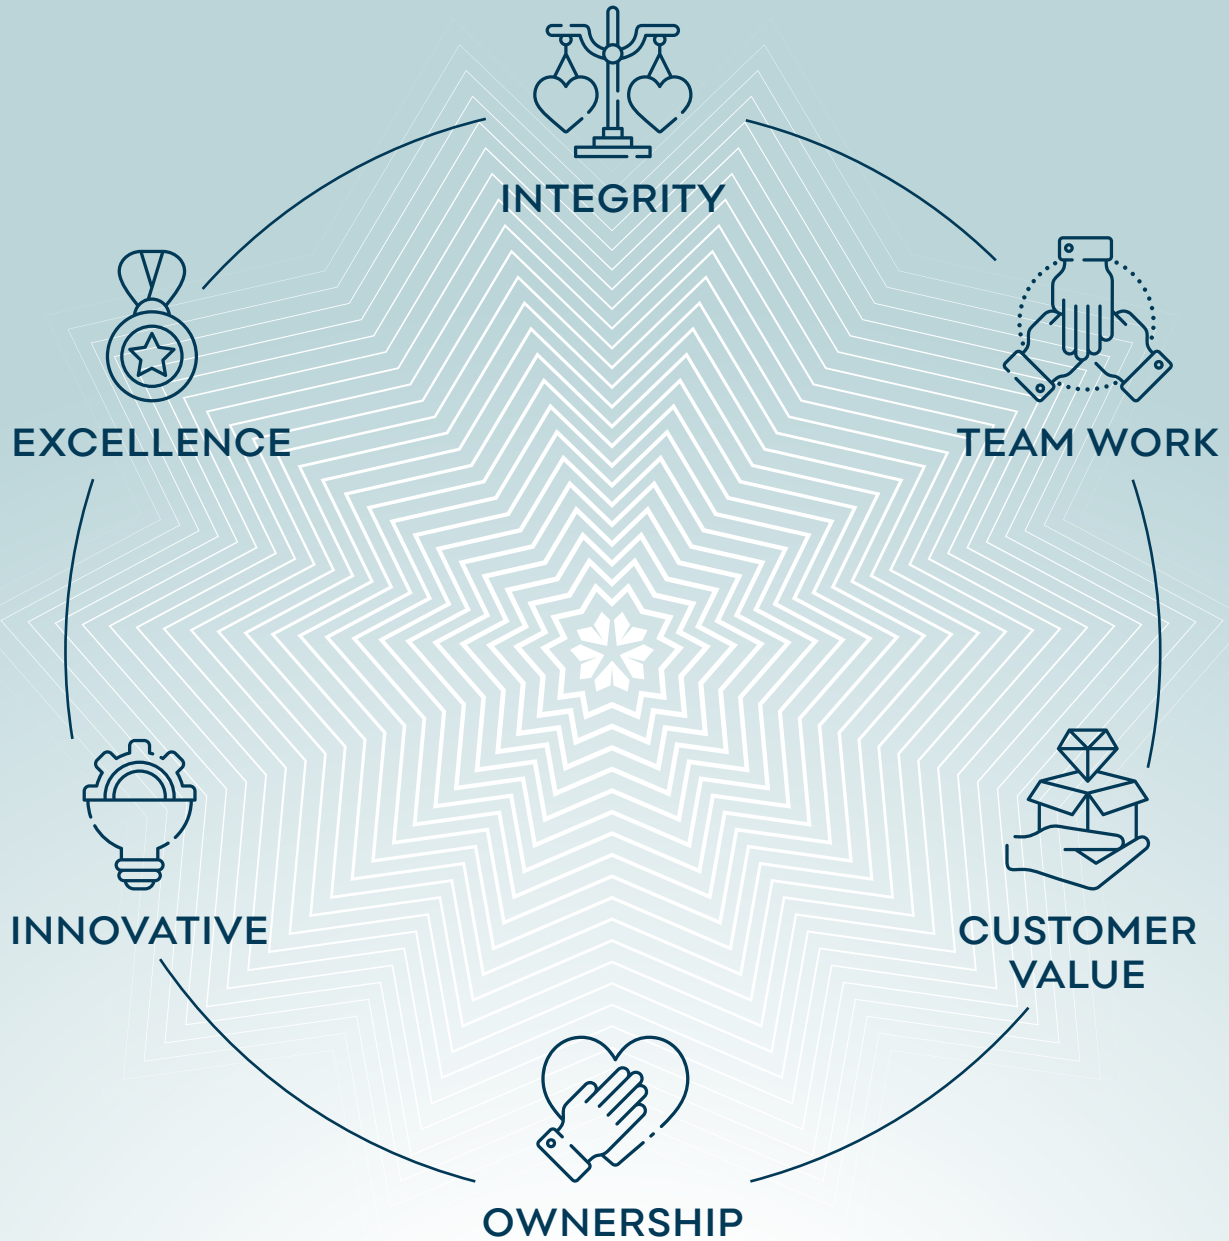 INTEGRITY
EXCELLENCE
TEAM WORK
INNOVATIVE
CUSTOMER
VALUE
OWNERSHIP